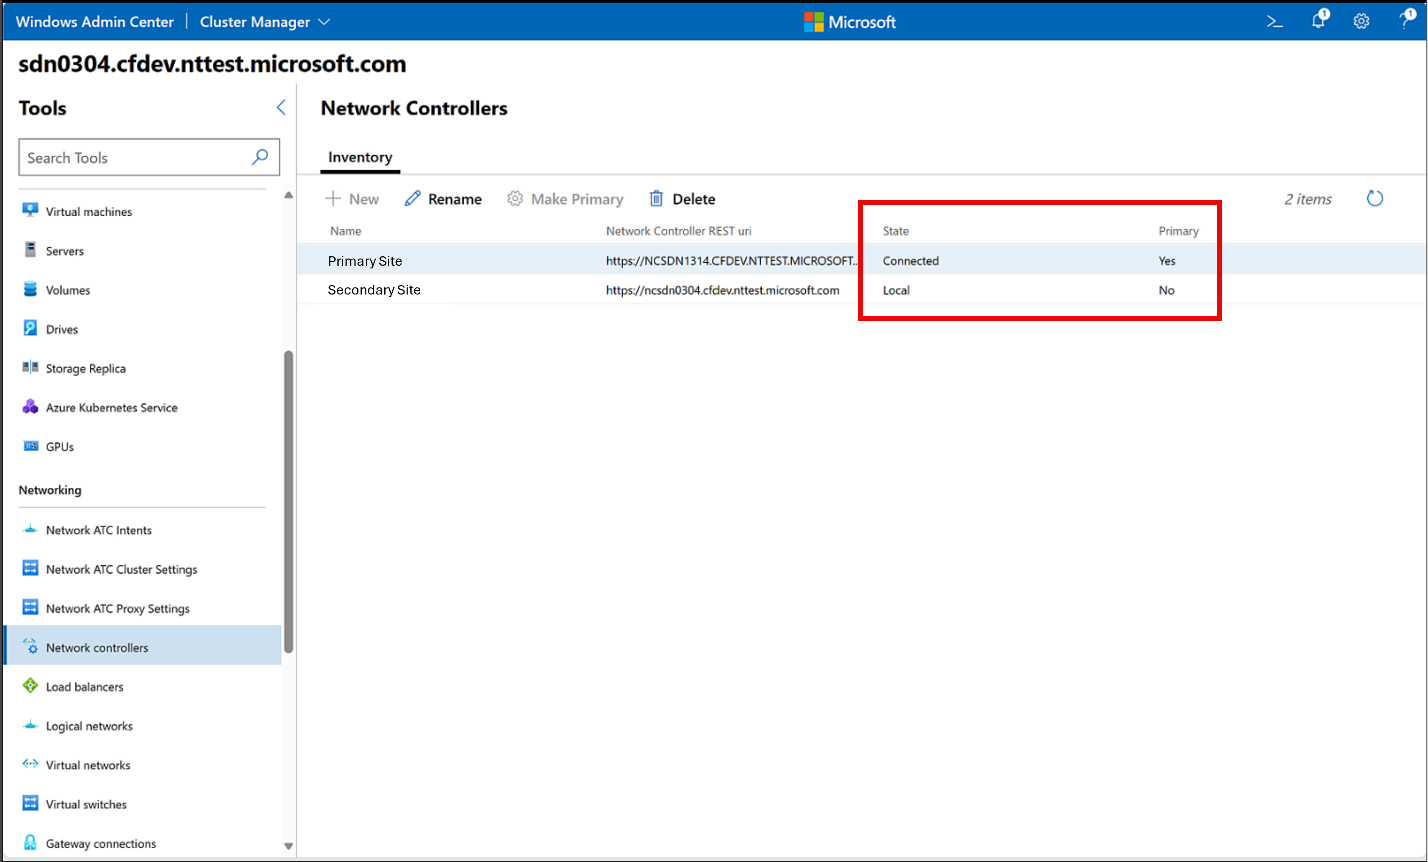 Windows Admin Center | Cluster Manager
Microsoft
1
1
sdn0304.cfdev.nttest.microsoft.com
Tools
Search Tools
Virtual machines
Servers
Volumes
Drives
Storage Replica
Azure Kubernetes Service
GPUs
Networking
Network ATC Intents
Network ATC Cluster Settings
Network ATC Proxy Settings
Network controllers
Load balancers
Logical networks
Virtual networks
Virtual switches
Gateway connections
Network Controllers
Inventory
New Rename Make Primary Delete 2 items
Name Network Controller REST uri State Primary
Primary Site https://NCSDN1314.CFDEV.NTTEST.MICROSOFT... Connected Yes
Secondary Site https://ncsdn0304.cfdev.nttest.microsoft.com Local No